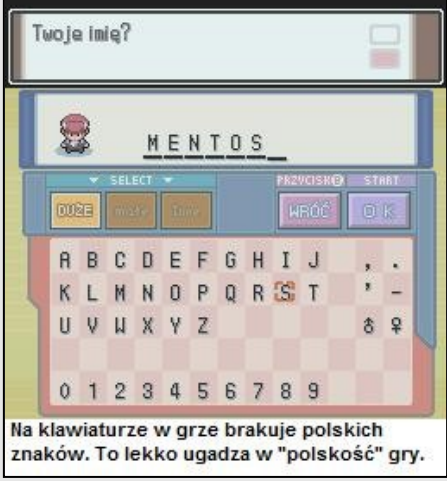 Twoje imię?
MENTOS_
SELECT PRZYCISK B START
DUŻE małe Inne WRÓĆ OK
A B C D E F G H I J , .
K L M N O P Q R S T ' -
U V W X Y Z ♂ ♀
0 1 2 3 4 5 6 7 8 9
Na klawiaturze w grze brakuje polskich
znaków. To lekko ugadza w "polskość" gry.